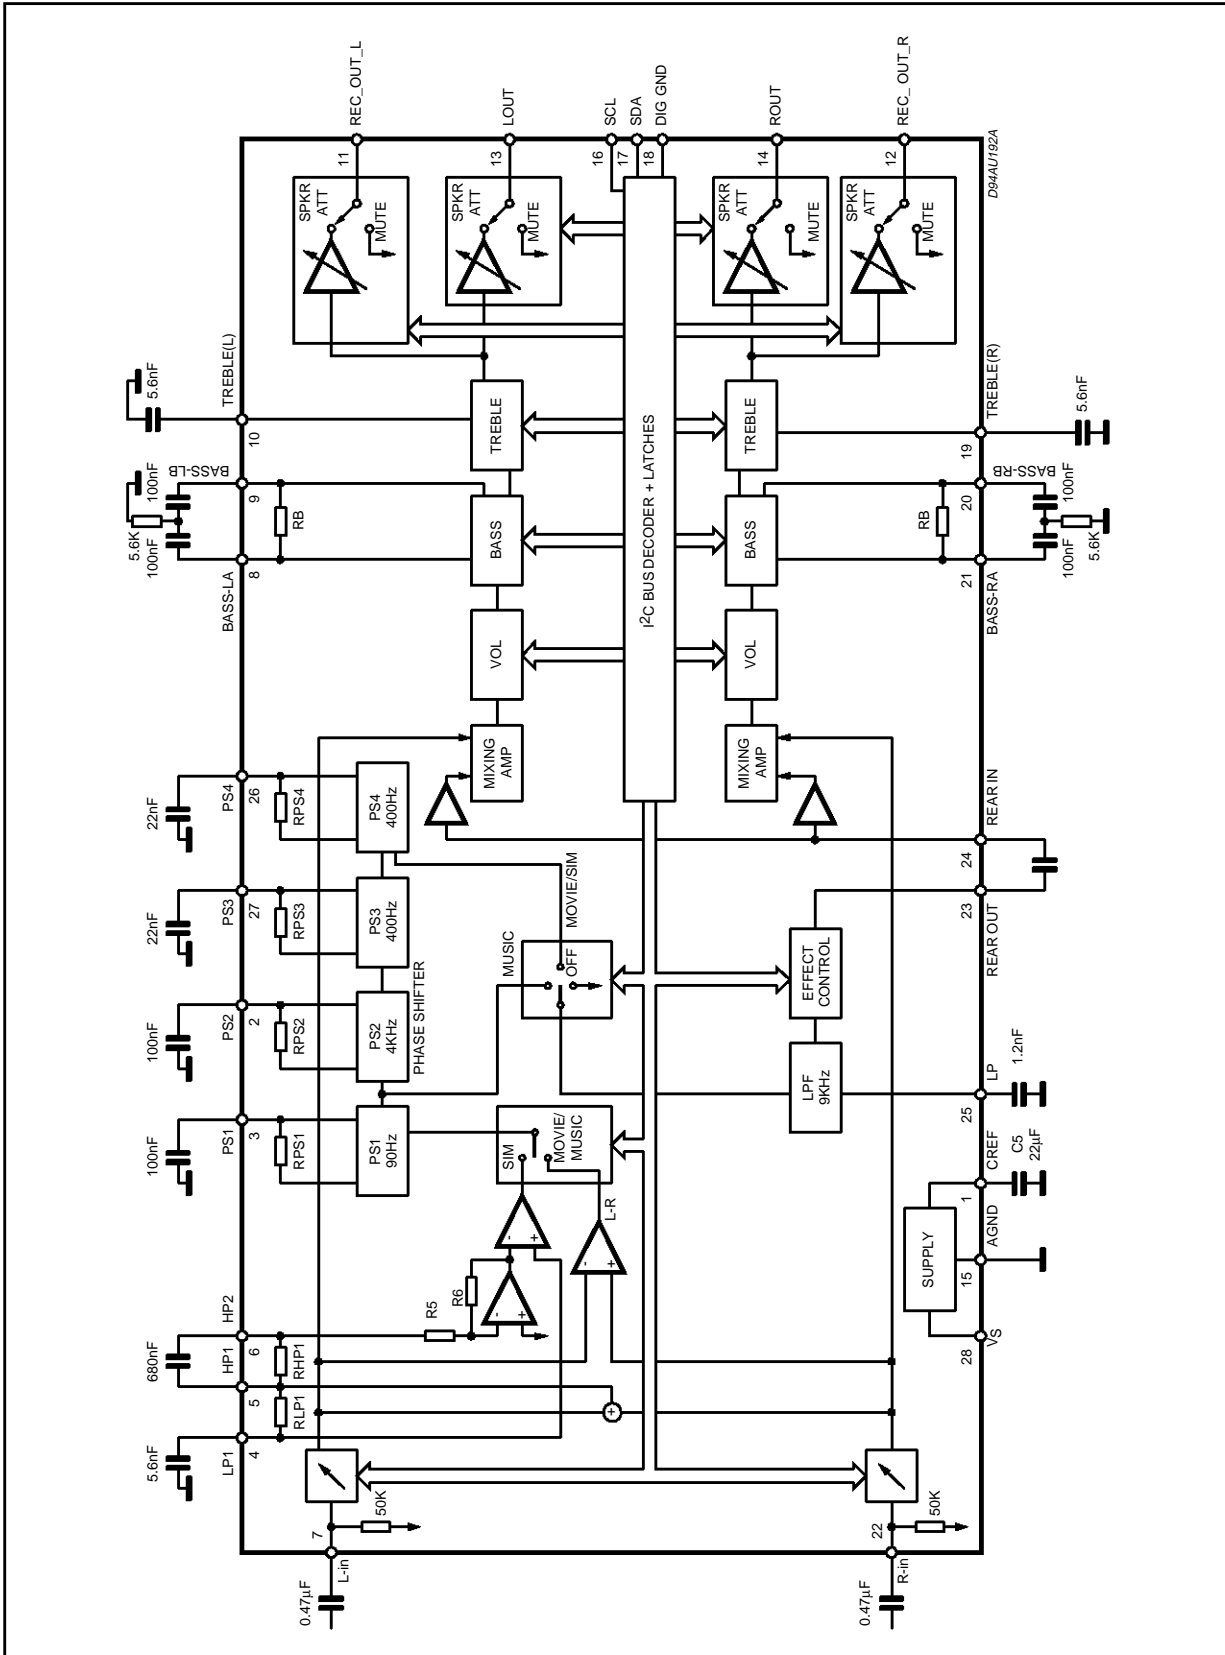 0.47µF
L-in
7
50K
5.6nF
LP1
4
RLP1
5
HP1
680nF
RHP1
6
HP2
R5
R6
-
+
-
+
-
+
L-R
+
SIM
MOVIE/
MUSIC
100nF
PS1
3
RPS1
PS1
90Hz
100nF
PS2
2
RPS2
PS2
4KHz
PHASE SHIFTER
22nF
PS3
27
RPS3
PS3
400Hz
22nF
PS4
26
RPS4
PS4
400Hz
MUSIC
OFF
MOVIE/SIM
MIXING
AMP
VOL
BASS
TREBLE
BASS-LA
8
100nF
5.6K
100nF
9
BASS-LB
RB
5.6nF
10
TREBLE(L)
SPKR
ATT
MUTE
11
REC_OUT_L
SPKR
ATT
MUTE
13
LOUT
I2C BUS DECODER + LATCHES
16
SCL
17
SDA
18
DIG GND
0.47µF
R-in
22
50K
28
VS
SUPPLY
15
AGND
1
CREF
C5
22µF
25
LP
1.2nF
LPF
9KHz
EFFECT
CONTROL
23
REAR OUT
24
REAR IN
MIXING
AMP
VOL
BASS
TREBLE
RB
21
BASS-RA
100nF
5.6K
100nF
20
BASS-RB
19
TREBLE(R)
5.6nF
SPKR
ATT
MUTE
14
ROUT
SPKR
ATT
MUTE
12
REC_OUT_R
D94AU192A